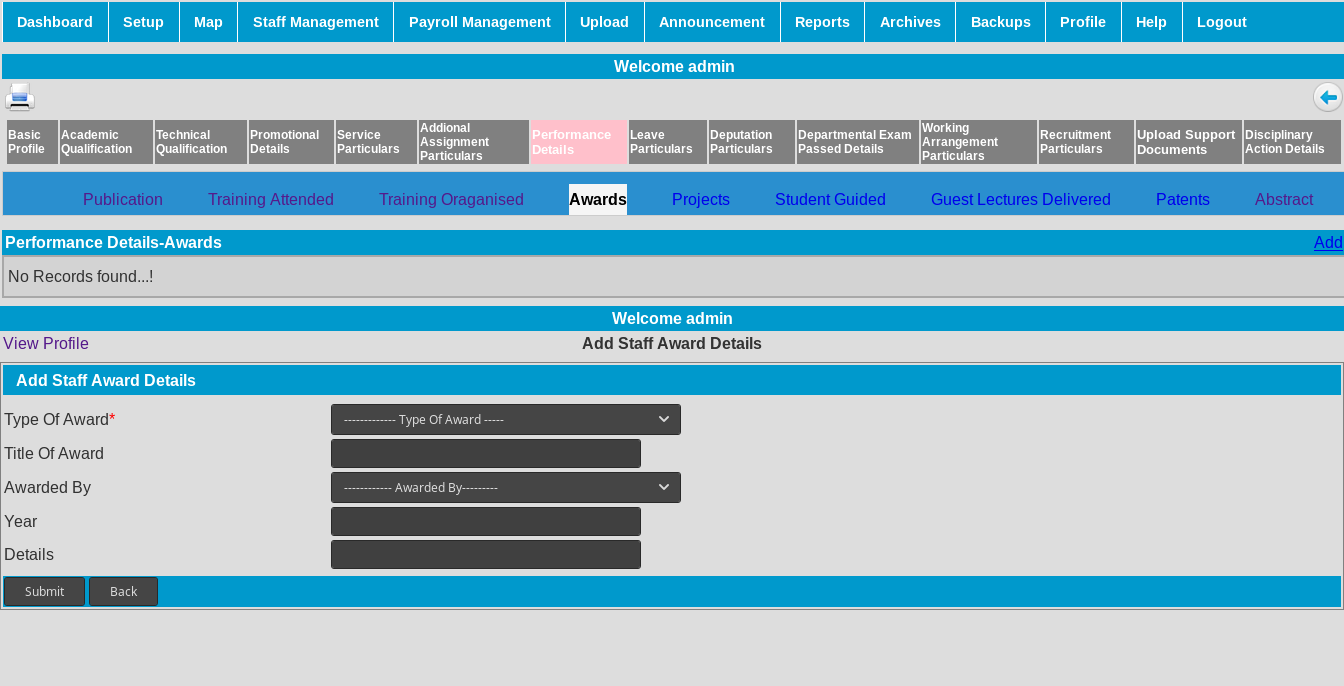 Dashboard Setup Map Staff Management Payroll Management Upload Announcement Reports Archives Backups Profile Help Logout
Welcome admin
Basic Profile Academic Qualification Technical Qualification Promotional Details Service Particulars Addional Assignment Particulars Performance Details Leave Particulars Deputation Particulars Departmental Exam Passed Details Working Arrangement Particulars Recruitment Particulars Upload Support Documents Disciplinary Action Details
Publication Training Attended Training Oraganised Awards Projects Student Guided Guest Lectures Delivered Patents Abstract
Performance Details-Awards Add
No Records found...!
Welcome admin
View Profile Add Staff Award Details
Add Staff Award Details
Type Of Award* ------------- Type Of Award -----
Title Of Award
Awarded By ------------ Awarded By---------
Year
Details
Submit Back